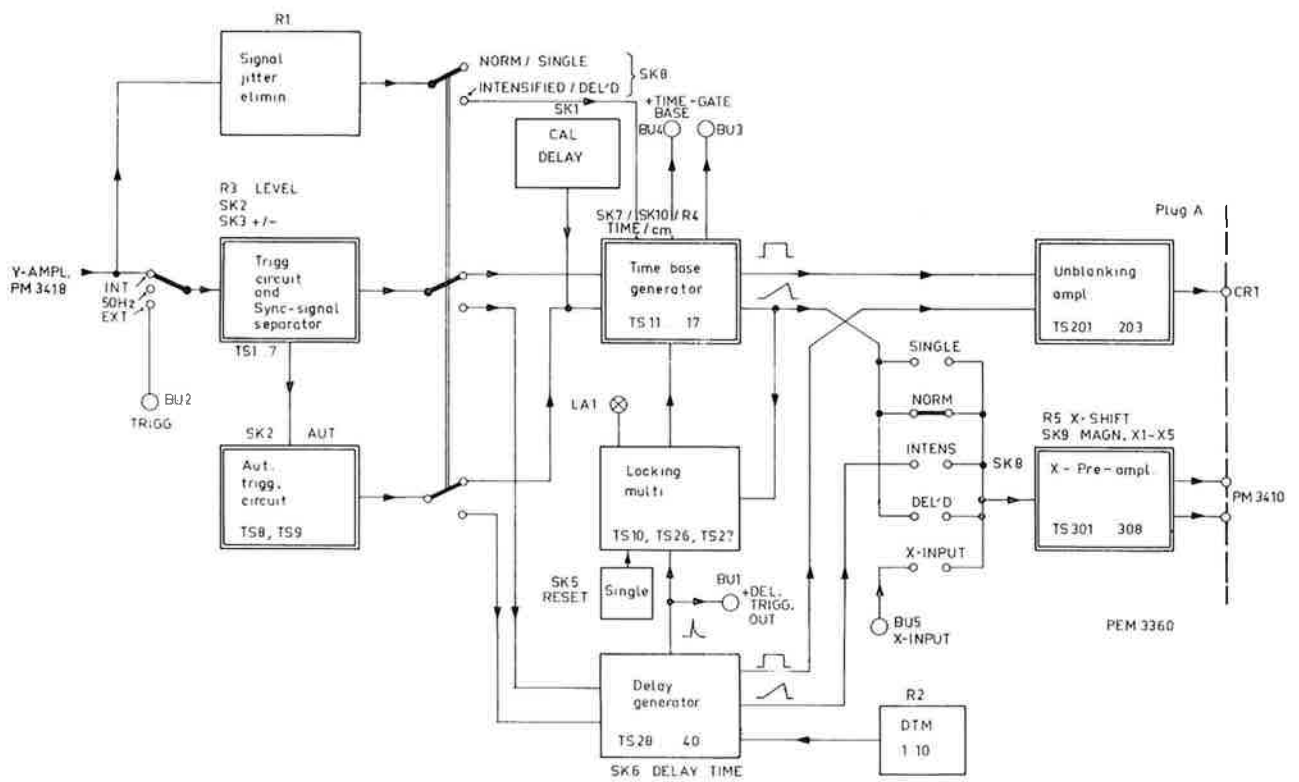 R1
Signal
jitter
elimin
NORM / SINGLE
SK8
INTENSIFIED / DEL'D
SK1
CAL
DELAY
+TIME-GATE
BASE
BU4
BU3
R3 LEVEL
SK2
SK3 +/-
Trigg
circuit
and
Sync-signal
separator
TS1 7
Y-AMPL,
PM 3418
INT
50Hz
EXT
BU2
TRIGG
SK2 AUT
Aut.
trigg.
circuit
TS8, TS9
SK7 / SK10 / R4
TIME / cm
Time base
generator
TS11 17
LA1
Locking
multi
TS10, TS26, TS27
SK5
RESET
Single
BU1
+DEL.
TRIGG.
OUT
Delay
generator
TS28 40
SK6 DELAY TIME
R2
DTM
1 10
SINGLE
NORM
INTENS
SK8
DEL'D
X-INPUT
BU5
X-INPUT
Plug A
Unblanking
ampl.
TS201 203
CR1
R5 X-SHIFT
SK9 MAGN. X1-X5
X-Pre-ampl.
TS301 308
PM3410
PEM 3360